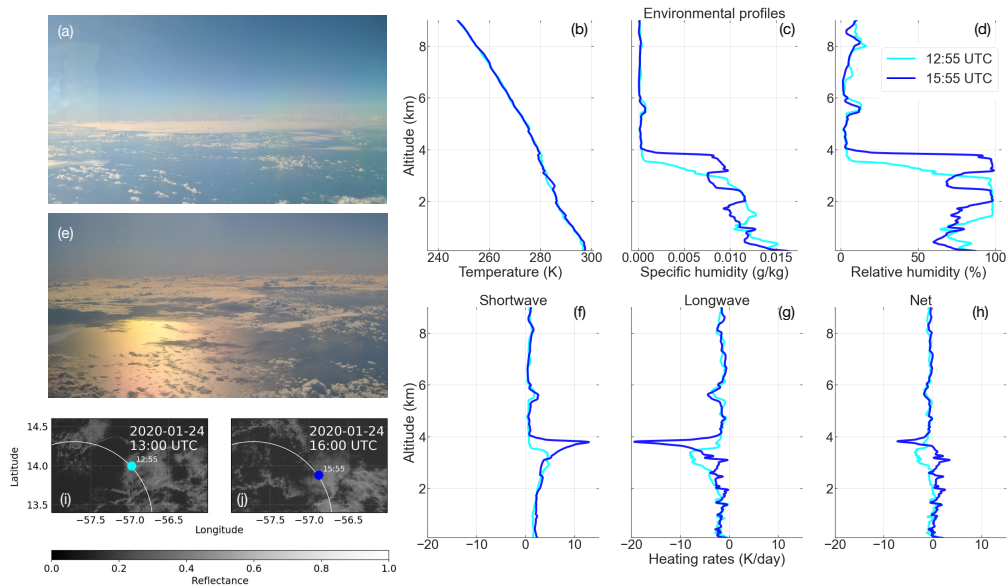 (a)
(e)
Environmental profiles
(b)
(c)
(d)
12:55 UTC
15:55 UTC
Altitude (km)
8
6
4
2
240
260
280
300
0.000
0.005
0.010
0.015
0
50
100
Temperature (K)
Specific humidity (g/kg)
Relative humidity (%)
Shortwave
Longwave
Net
(f)
(g)
(h)
Altitude (km)
8
6
4
2
−20
−10
0
10
−20
−10
0
10
−20
−10
0
10
Heating rates (K/day)
Latitude
14.5
14.0
13.5
2020-01-24
13:00 UTC
12:55
(i)
2020-01-24
16:00 UTC
15:55
(j)
−57.5
−57.0
−56.5
−57.5
−57.0
−56.5
Longitude
0.0
0.2
0.4
0.6
0.8
1.0
Reflectance